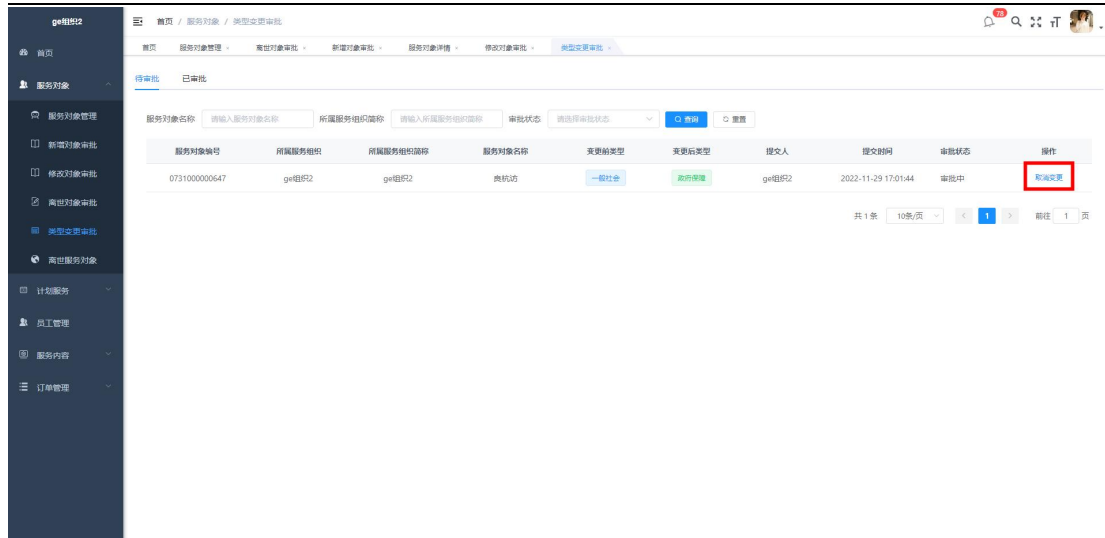 ge组织2
首页 / 服务对象 / 类型变更审批
78
首页
首页 服务对象管理 × 离世对象审批 × 新增对象审批 × 服务对象详情 × 修改对象审批 × 类型变更审批 ×
服务对象
待审批 已审批
服务对象管理
服务对象名称 请输入服务对象名称 所属服务组织简称 请输入所属服务组织简称 审批状态 请选择审批状态 查询 重置
新增对象审批
服务对象编号 所属服务组织 所属服务组织简称 服务对象名称 变更前类型 变更后类型 提交人 提交时间 审批状态 操作
修改对象审批
0731000000647 ge组织2 ge组织2 良杭访 一般社会 政府保障 ge组织2 2022-11-29 17:01:44 审批中 取消变更
离世对象审批
共 1 条 10条/页 1 前往 1 页
类型变更审批
离世服务对象
计划服务
员工管理
服务内容
订单管理